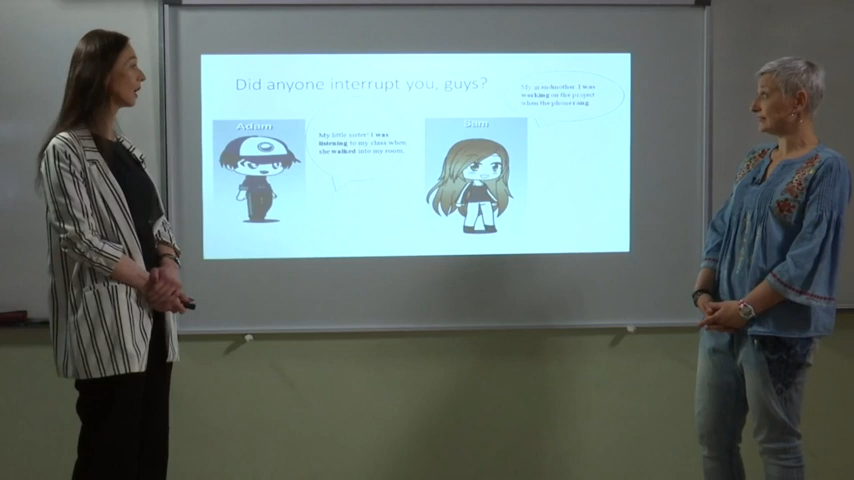 Did anyone interrupt you, guys?
My grandmother. I was
working on the project
when the phone rang
Adam
My little sister! I was
listening to my class when
she walked into my room.
Sam